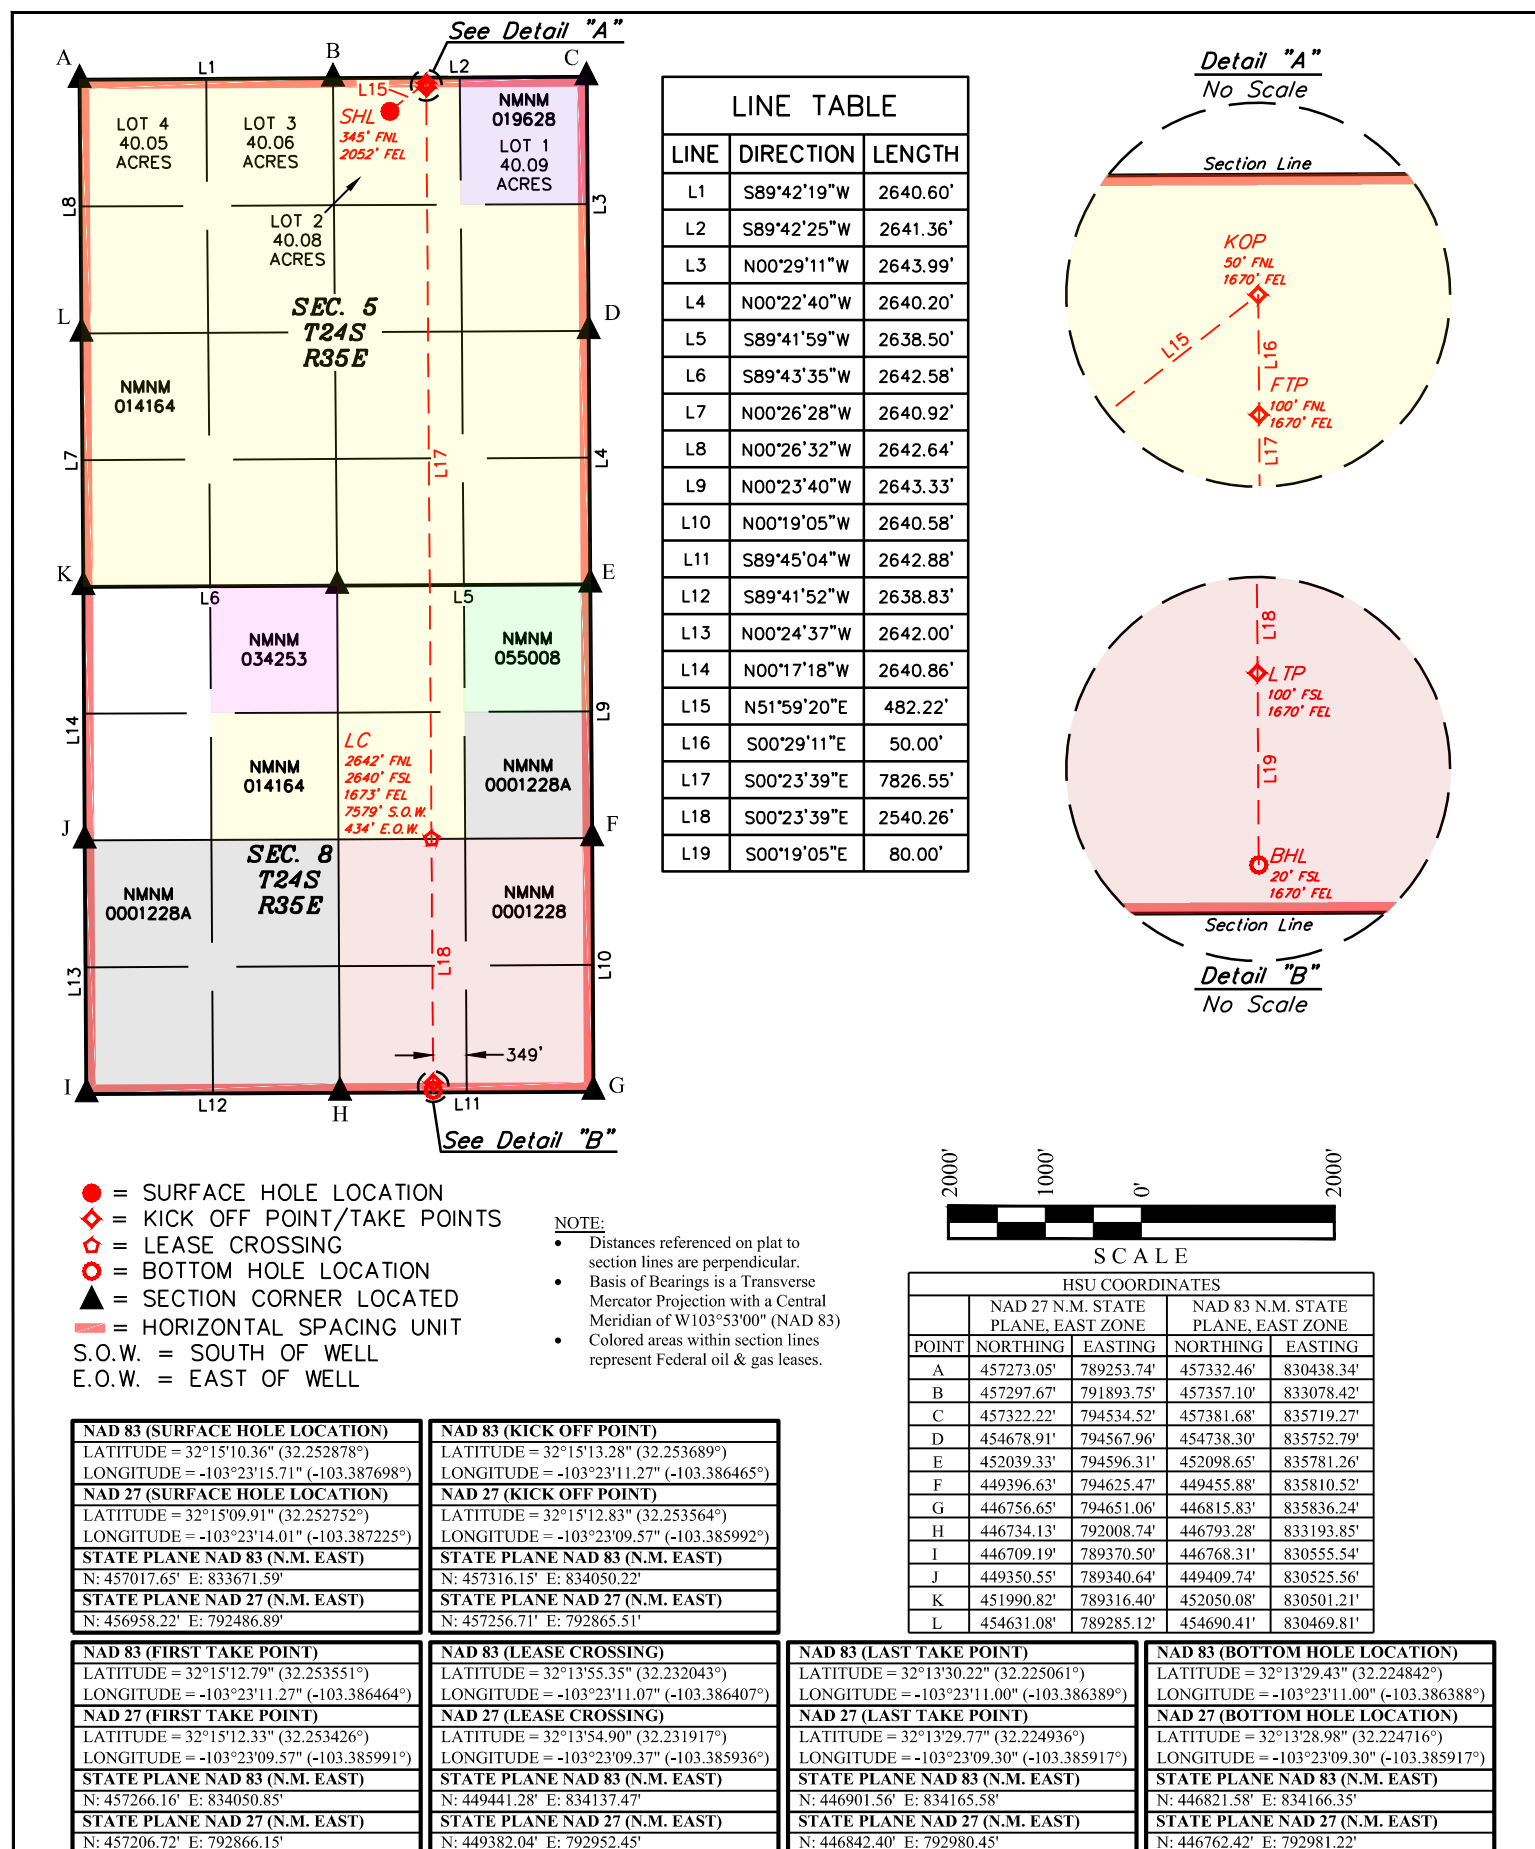 See Detail "A"
A
B
C
L1
L2
L15
SHL
345' FNL
2052' FEL
NMNM
019628
LOT 1
40.09
ACRES
LOT 4
40.05
ACRES
LOT 3
40.06
ACRES
LOT 2
40.08
ACRES
L8
L3
SEC. 5
T24S
R35E
L
D
NMNM
014164
L7
L17
L4
K
E
L6
L5
NMNM
034253
NMNM
055008
L14
L9
LC
2642' FNL
2640' FSL
1673' FEL
7579' S.O.W.
434' E.O.W.
NMNM
014164
NMNM
0001228A
J
F
SEC. 8
T24S
R35E
NMNM
0001228A
NMNM
0001228
L13
L18
L10
349'
I
H
G
L12
L11
See Detail "B"
LINE TABLE
LINE DIRECTION LENGTH
L1 S89°42'19"W 2640.60'
L2 S89°42'25"W 2641.36'
L3 N00°29'11"W 2643.99'
L4 N00°22'40"W 2640.20'
L5 S89°41'59"W 2638.50'
L6 S89°43'35"W 2642.58'
L7 N00°26'28"W 2640.92'
L8 N00°26'32"W 2642.64'
L9 N00°23'40"W 2643.33'
L10 N00°19'05"W 2640.58'
L11 S89°45'04"W 2642.88'
L12 S89°41'52"W 2638.83'
L13 N00°24'37"W 2642.00'
L14 N00°17'18"W 2640.86'
L15 N51°59'20"E 482.22'
L16 S00°29'11"E 50.00'
L17 S00°23'39"E 7826.55'
L18 S00°23'39"E 2540.26'
L19 S00°19'05"E 80.00'
Detail "A"
No Scale
Section Line
KOP
50' FNL
1670' FEL
L15
L16
FTP
100' FNL
1670' FEL
L17
L18
LTP
100' FSL
1670' FEL
L19
BHL
20' FSL
1670' FEL
Section Line
Detail "B"
No Scale
= SURFACE HOLE LOCATION
= KICK OFF POINT/TAKE POINTS
= LEASE CROSSING
= BOTTOM HOLE LOCATION
= SECTION CORNER LOCATED
= HORIZONTAL SPACING UNIT
S.O.W. = SOUTH OF WELL
E.O.W. = EAST OF WELL
NOTE:
• Distances referenced on plat to
section lines are perpendicular.
• Basis of Bearings is a Transverse
Mercator Projection with a Central
Meridian of W103°53'00" (NAD 83)
• Colored areas within section lines
represent Federal oil & gas leases.
2000' 1000' 0' 2000'
SCALE
HSU COORDINATES
NAD 27 N.M. STATE PLANE, EAST ZONE NAD 83 N.M. STATE PLANE, EAST ZONE
POINT NORTHING EASTING NORTHING EASTING
A 457273.05' 789253.74' 457332.46' 830438.34'
B 457297.67' 791893.75' 457357.10' 833078.42'
C 457322.22' 794534.52' 457381.68' 835719.27'
D 454678.91' 794567.96' 454738.30' 835752.79'
E 452039.33' 794596.31' 452098.65' 835781.26'
F 449396.63' 794625.47' 449455.88' 835810.52'
G 446756.65' 794651.06' 446815.83' 835836.24'
H 446734.13' 792008.74' 446793.28' 833193.85'
I 446709.19' 789370.50' 446768.31' 830555.54'
J 449350.55' 789340.64' 449409.74' 830525.56'
K 451990.82' 789316.40' 452050.08' 830501.21'
L 454631.08' 789285.12' 454690.41' 830469.81'
NAD 83 (SURFACE HOLE LOCATION)
LATITUDE = 32°15'10.36" (32.252878°)
LONGITUDE = -103°23'15.71" (-103.387698°)
NAD 27 (SURFACE HOLE LOCATION)
LATITUDE = 32°15'09.91" (32.252752°)
LONGITUDE = -103°23'14.01" (-103.387225°)
STATE PLANE NAD 83 (N.M. EAST)
N: 457017.65' E: 833671.59'
STATE PLANE NAD 27 (N.M. EAST)
N: 456958.22' E: 792486.89'
NAD 83 (KICK OFF POINT)
LATITUDE = 32°15'13.28" (32.253689°)
LONGITUDE = -103°23'11.27" (-103.386465°)
NAD 27 (KICK OFF POINT)
LATITUDE = 32°15'12.83" (32.253564°)
LONGITUDE = -103°23'09.57" (-103.385992°)
STATE PLANE NAD 83 (N.M. EAST)
N: 457316.15' E: 834050.22'
STATE PLANE NAD 27 (N.M. EAST)
N: 457256.71' E: 792865.51'
NAD 83 (FIRST TAKE POINT)
LATITUDE = 32°15'12.79" (32.253551°)
LONGITUDE = -103°23'11.27" (-103.386464°)
NAD 27 (FIRST TAKE POINT)
LATITUDE = 32°15'12.33" (32.253426°)
LONGITUDE = -103°23'09.57" (-103.385991°)
STATE PLANE NAD 83 (N.M. EAST)
N: 457266.16' E: 834050.85'
STATE PLANE NAD 27 (N.M. EAST)
N: 457206.72' E: 792866.15'
NAD 83 (LEASE CROSSING)
LATITUDE = 32°13'55.35" (32.232043°)
LONGITUDE = -103°23'11.07" (-103.386407°)
NAD 27 (LEASE CROSSING)
LATITUDE = 32°13'54.90" (32.231917°)
LONGITUDE = -103°23'09.37" (-103.385936°)
STATE PLANE NAD 83 (N.M. EAST)
N: 449441.28' E: 834137.47'
STATE PLANE NAD 27 (N.M. EAST)
N: 449382.04' E: 792952.45'
NAD 83 (LAST TAKE POINT)
LATITUDE = 32°13'30.22" (32.225061°)
LONGITUDE = -103°23'11.00" (-103.386389°)
NAD 27 (LAST TAKE POINT)
LATITUDE = 32°13'29.77" (32.224936°)
LONGITUDE = -103°23'09.30" (-103.385917°)
STATE PLANE NAD 83 (N.M. EAST)
N: 446901.56' E: 834165.58'
STATE PLANE NAD 27 (N.M. EAST)
N: 446842.40' E: 792980.45'
NAD 83 (BOTTOM HOLE LOCATION)
LATITUDE = 32°13'29.43" (32.224842°)
LONGITUDE = -103°23'11.00" (-103.386388°)
NAD 27 (BOTTOM HOLE LOCATION)
LATITUDE = 32°13'28.98" (32.224716°)
LONGITUDE = -103°23'09.30" (-103.385917°)
STATE PLANE NAD 83 (N.M. EAST)
N: 446821.58' E: 834166.35'
STATE PLANE NAD 27 (N.M. EAST)
N: 446762.42' E: 792981.22'